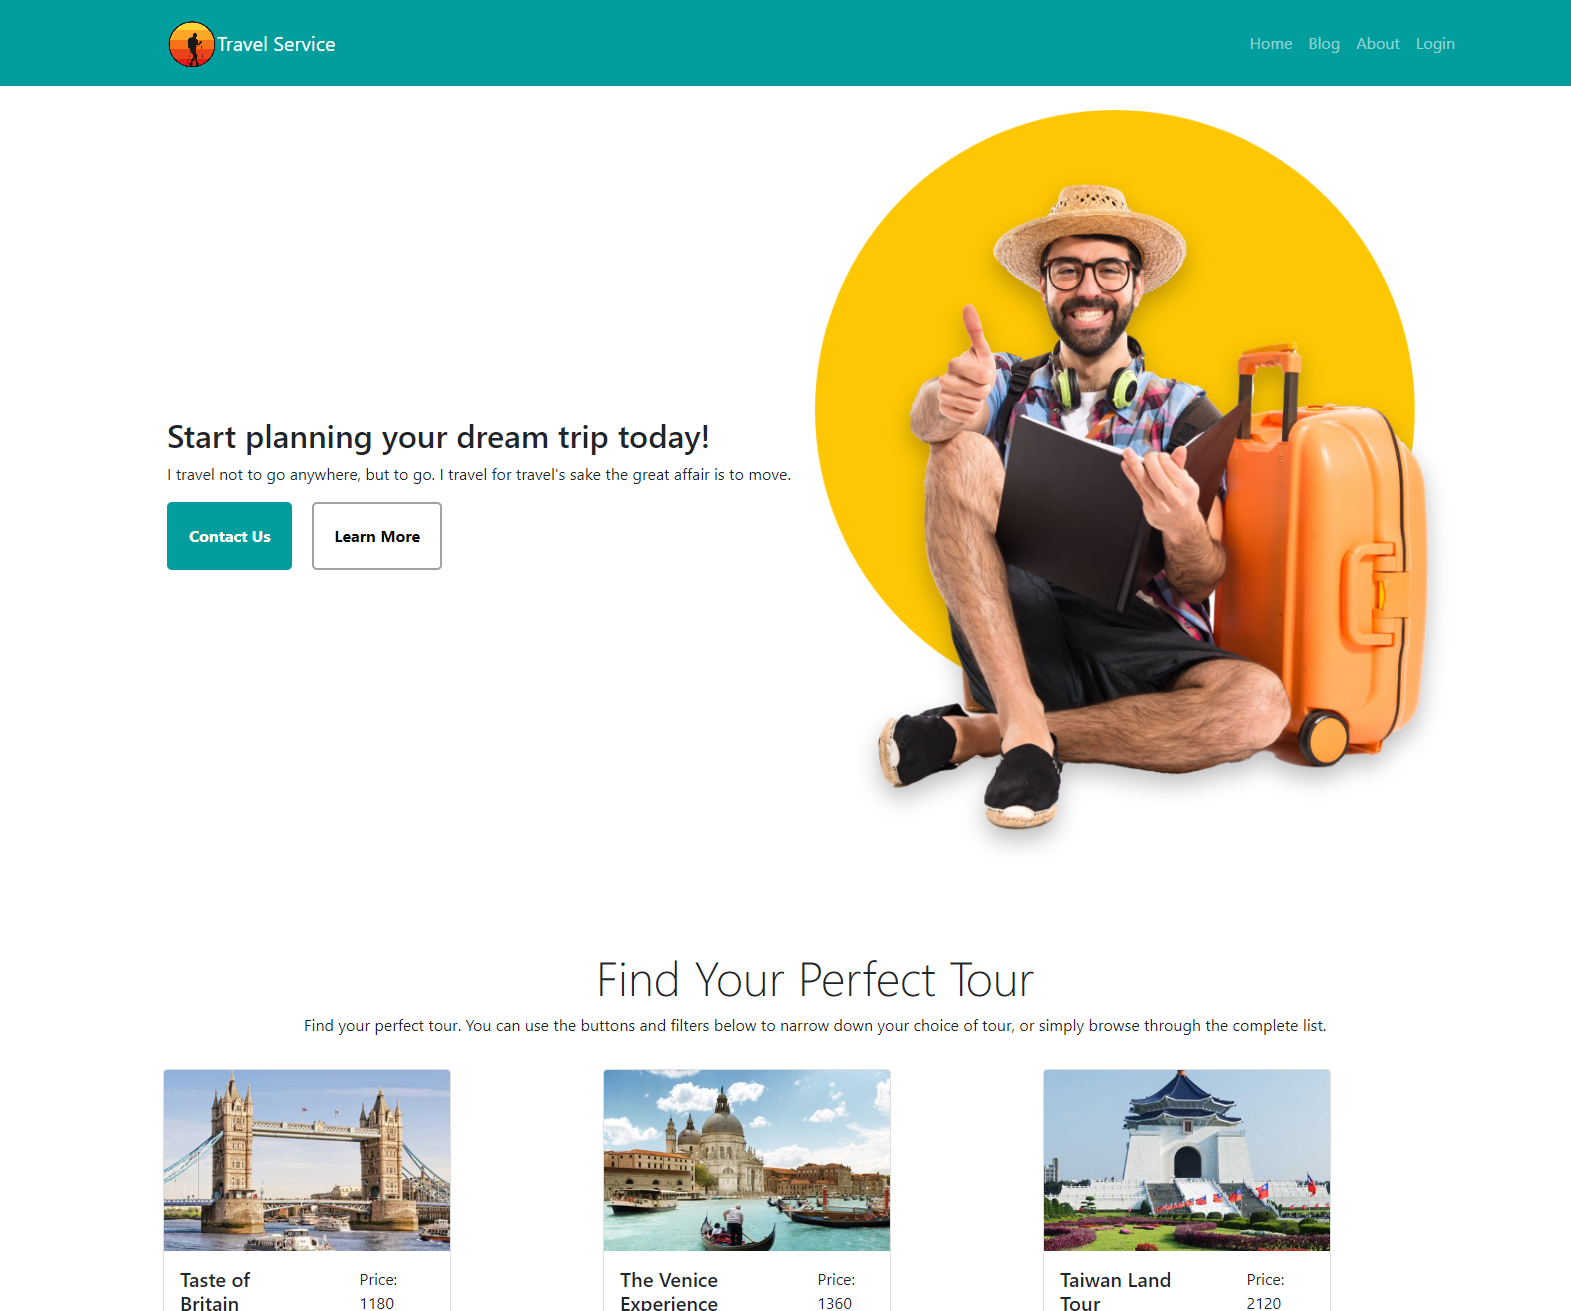 Travel Service
Home Blog About Login
Start planning your dream trip today!
I travel not to go anywhere, but to go. I travel for travel's sake the great affair is to move.
Contact Us
Learn More
Find Your Perfect Tour
Find your perfect tour. You can use the buttons and filters below to narrow down your choice of tour, or simply browse through the complete list.
Taste of
Britain
Price:
1180
The Venice
Experience
Price:
1360
Taiwan Land
Tour
Price:
2120